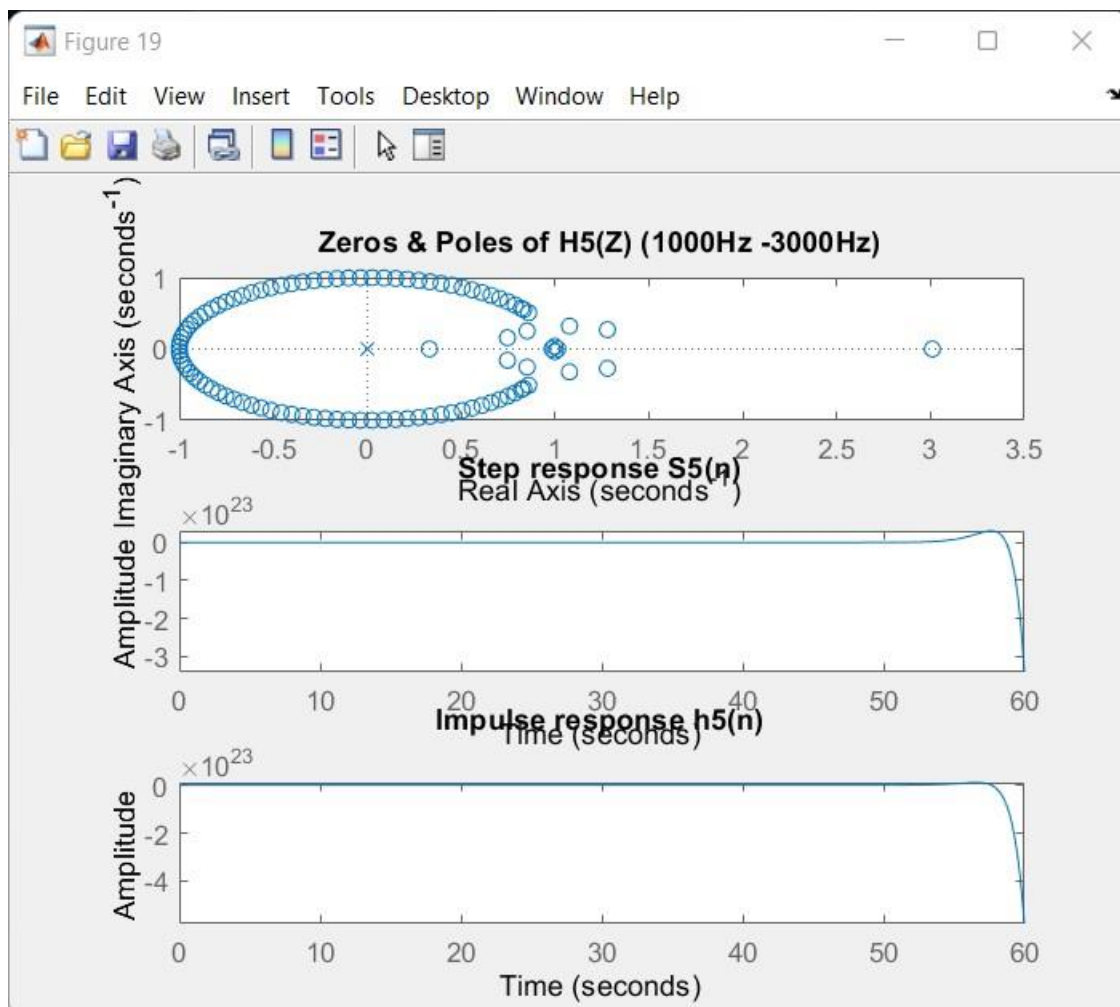 Figure 19
File Edit View Insert Tools Desktop Window Help
Zeros & Poles of H5(Z) (1000Hz -3000Hz)
Imaginary Axis (seconds⁻¹)
1
0
-1
-1 -0.5 0 0.5 1 1.5 2 2.5 3 3.5
Real Axis (seconds⁻¹)
Step response S5(n)
×10²³
Amplitude
0
-1
-2
-3
0 10 20 30 40 50 60
Time (seconds)
Impulse response h5(n)
×10²³
Amplitude
0
-2
-4
0 10 20 30 40 50 60
Time (seconds)